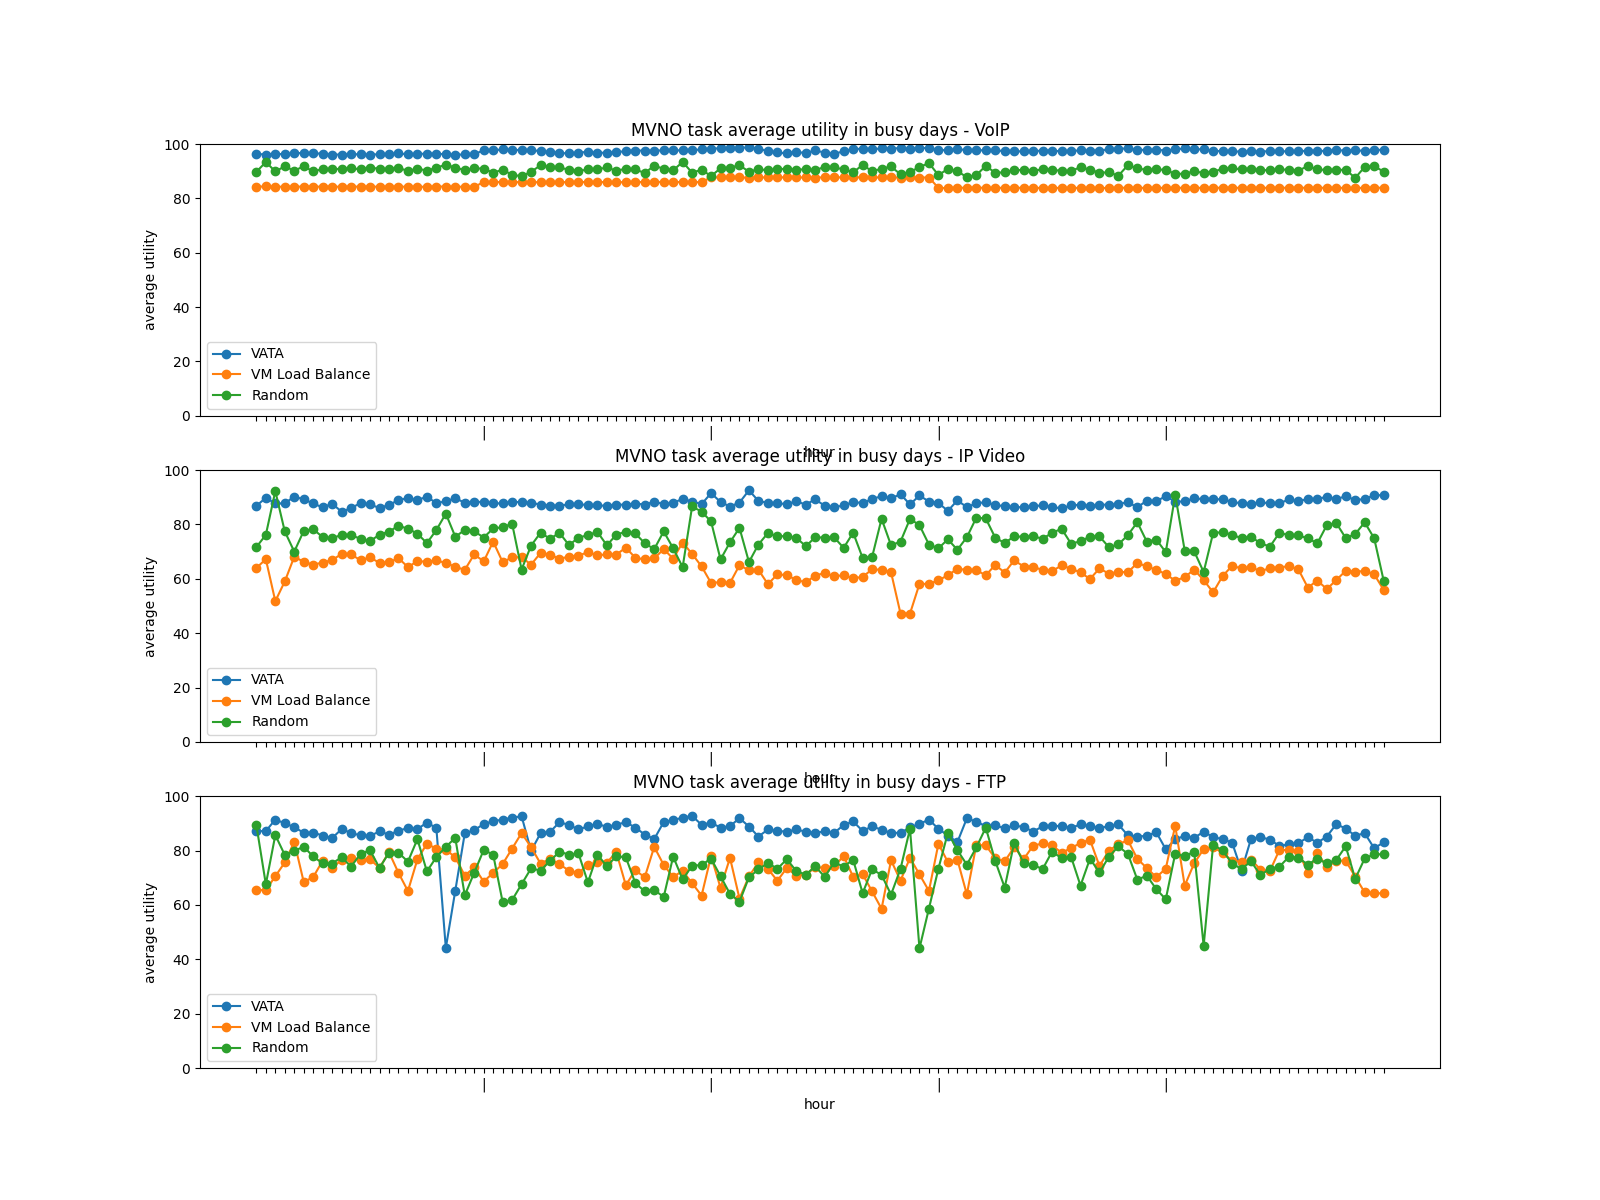 MVNO task average utility in busy days - VoIP
100
80
60
40
20
0
average utility
VATA
VM Load Balance
Random
| | | |
hour
MVNO task average utility in busy days - IP Video
100
80
60
40
20
0
average utility
VATA
VM Load Balance
Random
| | | |
hour
MVNO task average utility in busy days - FTP
100
80
60
40
20
0
average utility
VATA
VM Load Balance
Random
| | | |
hour